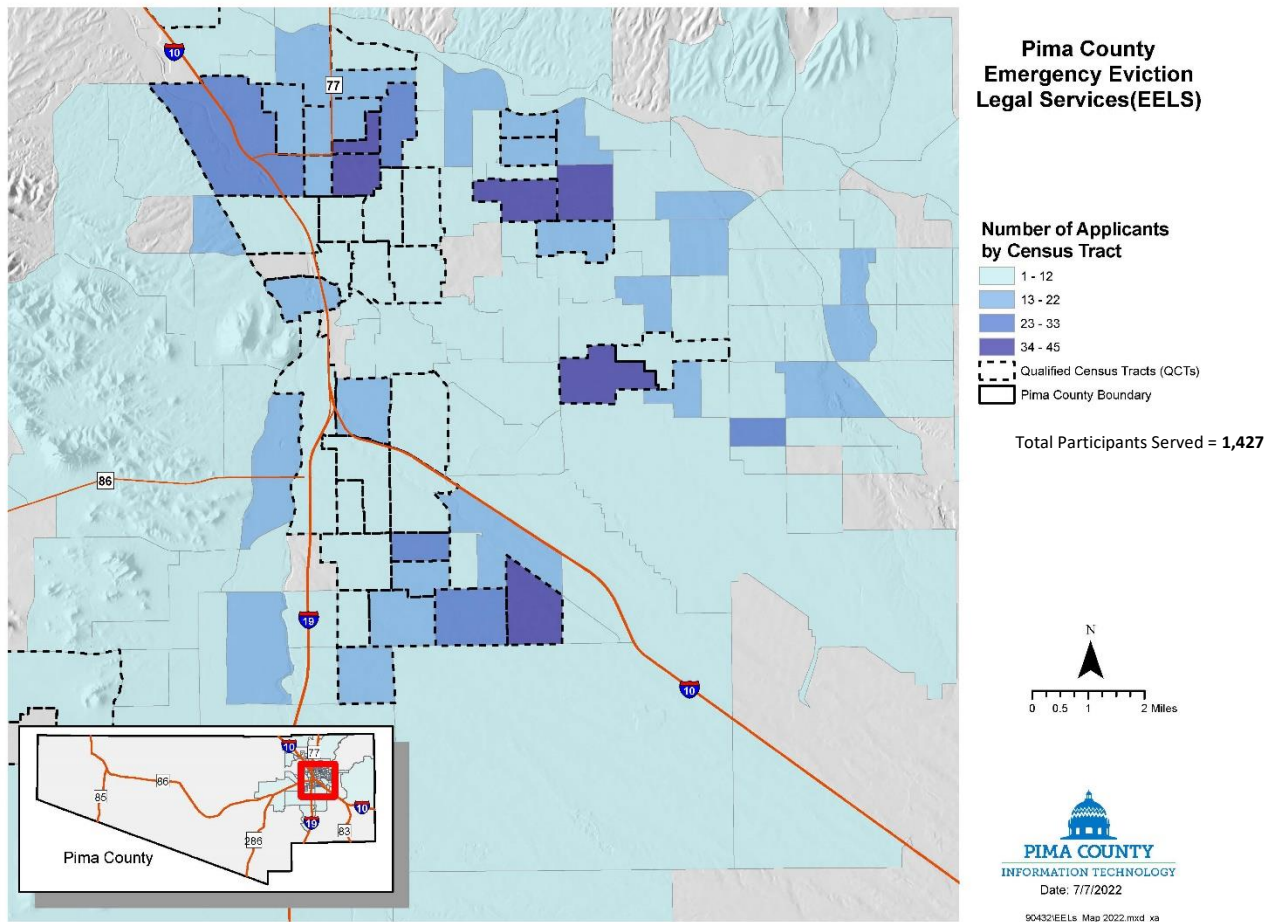 Pima County
Emergency Eviction
Legal Services(EELS)
Number of Applicants
by Census Tract
1 - 12
13 - 22
23 - 33
34 - 45
Qualified Census Tracts (QCTs)
Pima County Boundary
Total Participants Served = 1,427
10
77
86
19
10
N
0 0.5 1 2 Miles
10
77
86
85
10
19
83
286
Pima County
PIMA COUNTY
INFORMATION TECHNOLOGY
Date: 7/7/2022
90432\EELs_Map 2022.mxd xa